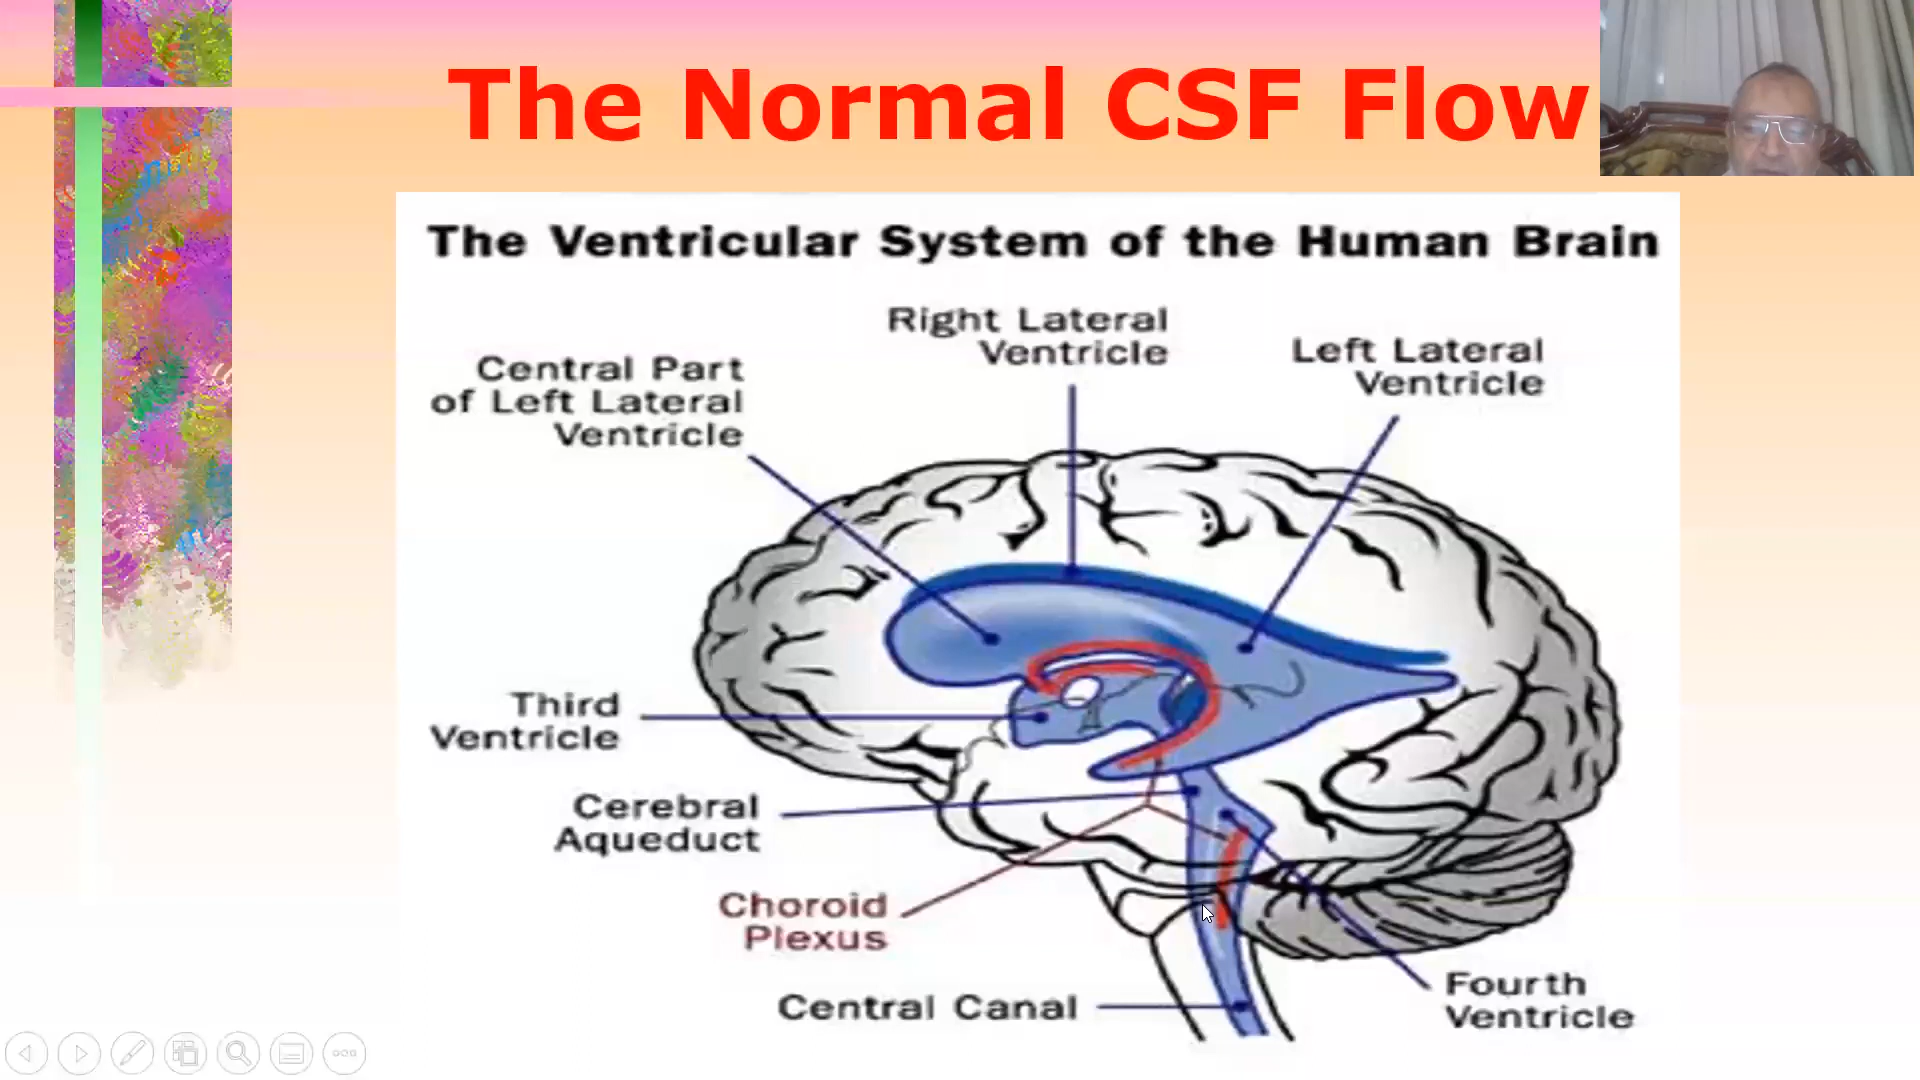 The Normal CSF Flow
The Ventricular System of the Human Brain
Right Lateral
Ventricle
Left Lateral
Ventricle
Central Part
of Left Lateral
Ventricle
Third
Ventricle
Cerebral
Aqueduct
Choroid
Plexus
Central Canal
Fourth
Ventricle